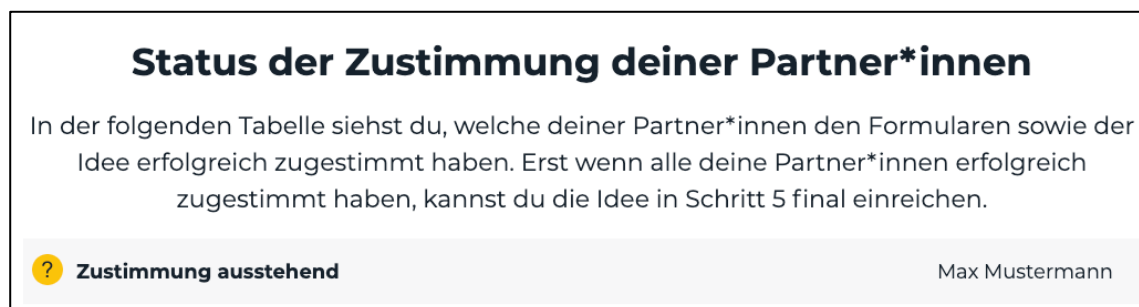 Status der Zustimmung deiner Partner*innen
In der folgenden Tabelle siehst du, welche deiner Partner*innen den Formularen sowie der
Idee erfolgreich zugestimmt haben. Erst wenn alle deine Partner*innen erfolgreich
zugestimmt haben, kannst du die Idee in Schritt 5 final einreichen.
? Zustimmung ausstehend Max Mustermann